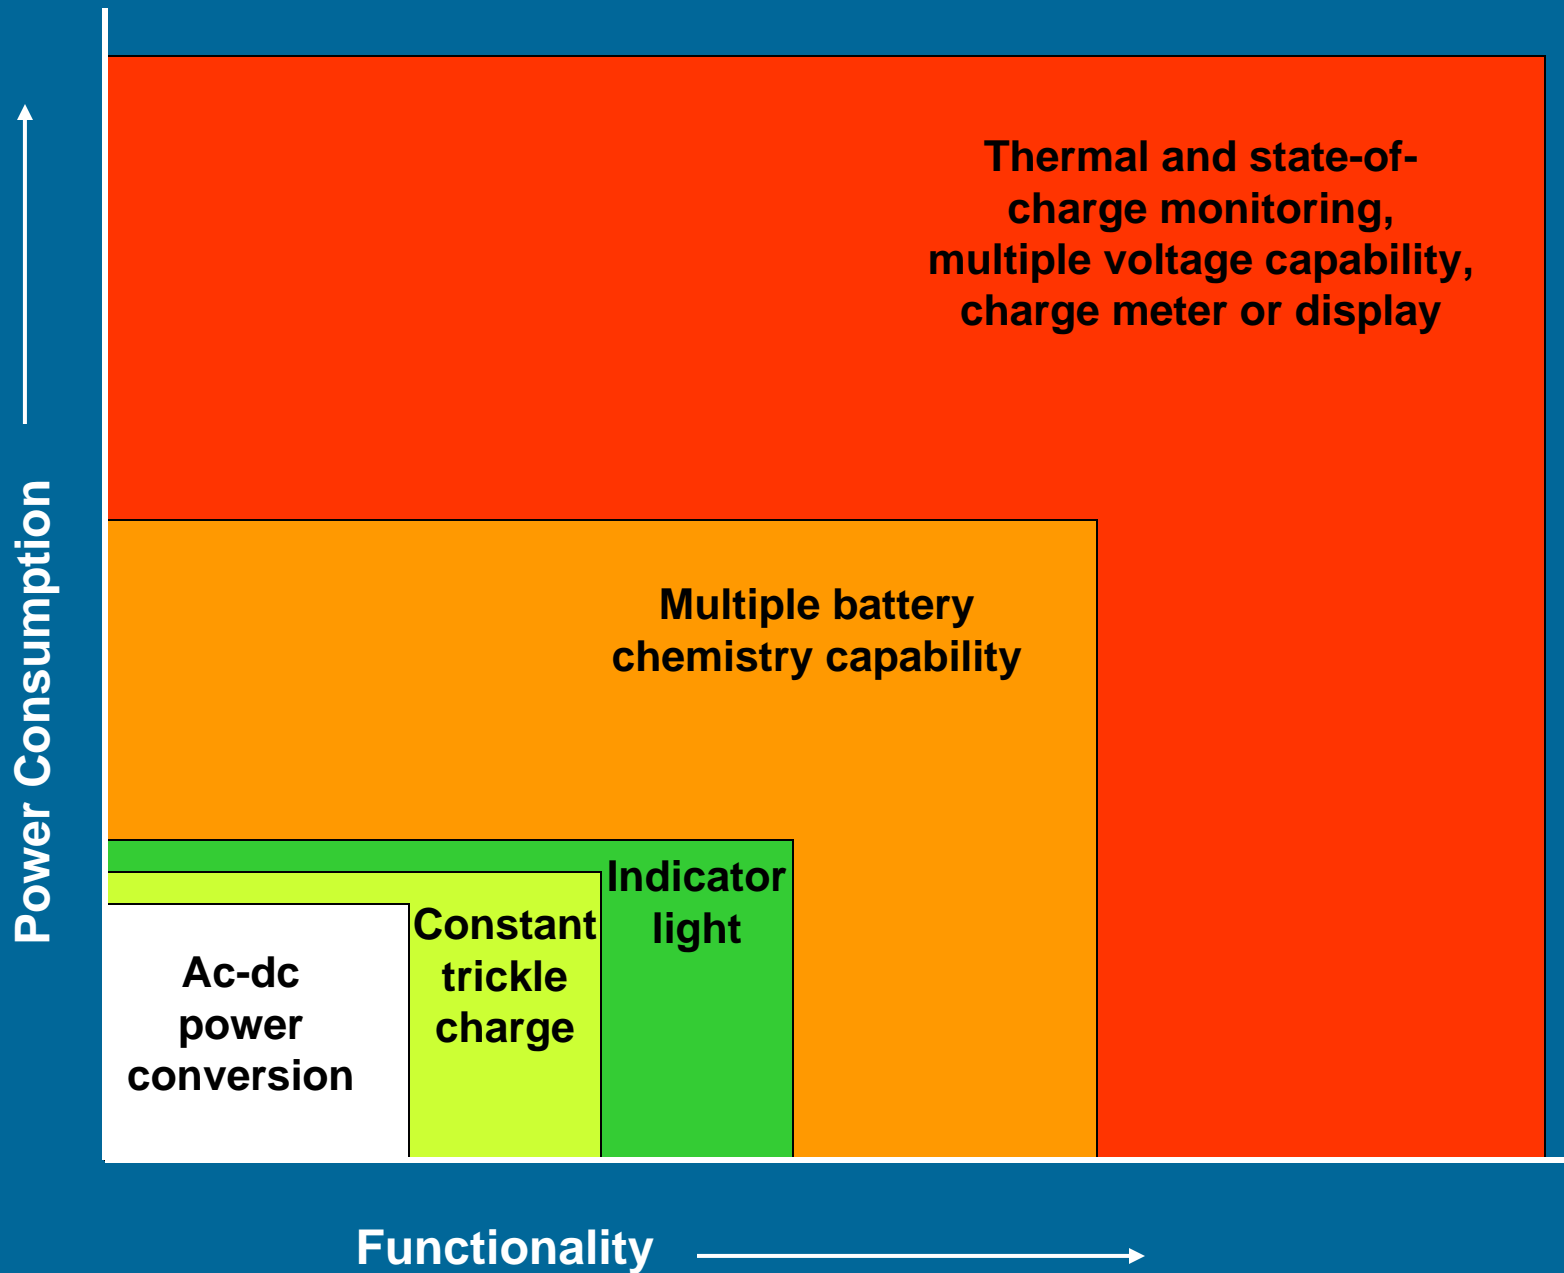 Thermal and state-of-
charge monitoring,
multiple voltage capability,
charge meter or display
Multiple battery
chemistry capability
Indicator
light
Constant
trickle
charge
Ac-dc
power
conversion
Power Consumption
Functionality